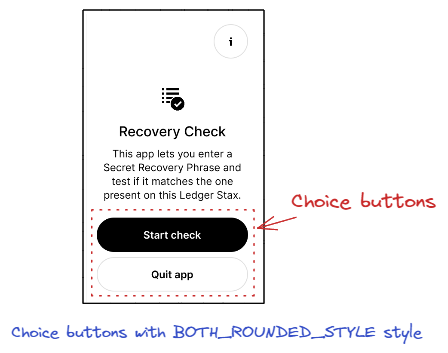 i
Recovery Check
This app lets you enter a
Secret Recovery Phrase and
test if it matches the one
present on this Ledger Stax.
Choice buttons
Start check
Quit app
Choice buttons with BOTH_ROUNDED_STYLE style